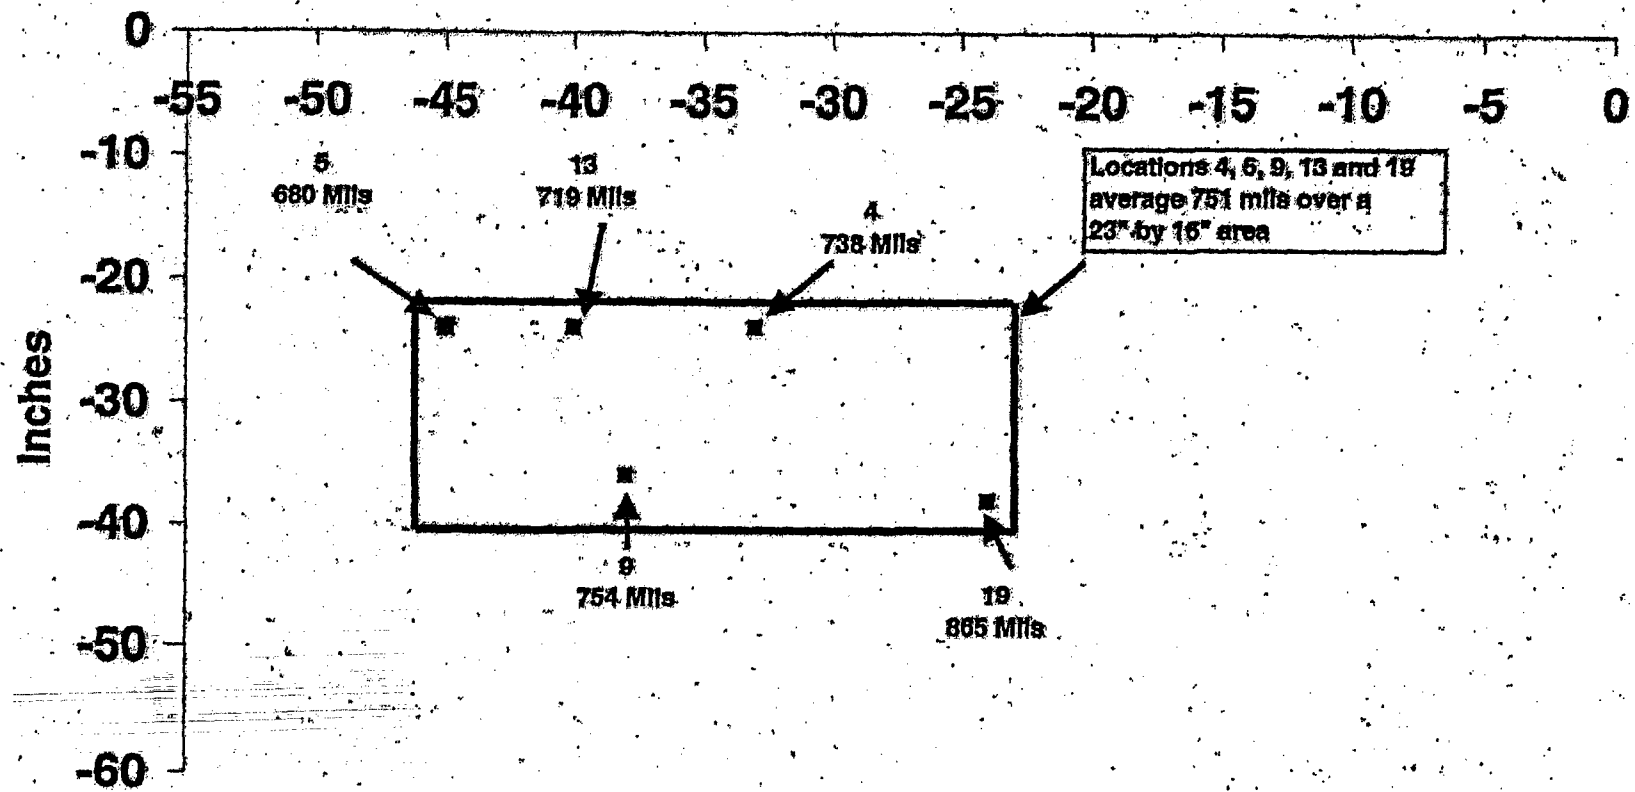 0
-55 -50 -45 -40 -35 -30 -25 -20 -15 -10 -5 0
-10
5
680 Mils
13
719 Mils
4
738 Mils
Locations 4, 6, 9, 13 and 19
average 751 mils over a
23" by 16" area
-20
-30
Inches
-40
9
754 Mils
19
865 Mils
-50
-60